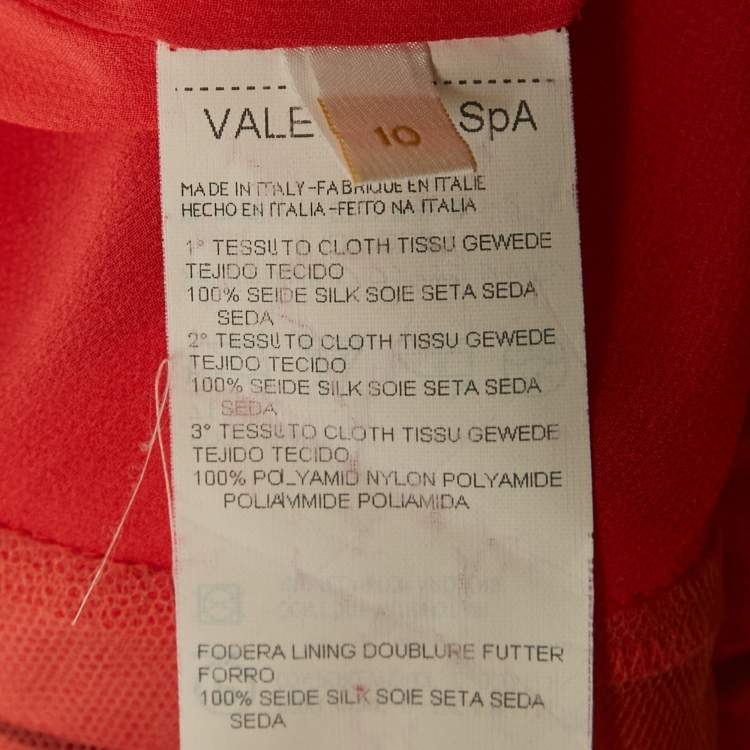 VALE SpA
10
MADE IN ITALY-FABRIQUE EN ITALIE
HECHO EN ITALIA-FEITO NA ITALIA
1° TESSUTO CLOTH TISSU GEWEDE
TEJIDO TECIDO
100% SEIDE SILK SOIE SETA SEDA
SEDA
2° TESSUTO CLOTH TISSU GEWEDE
TEJIDO TECIDO
100% SEIDE SILK SOIE SETA SEDA
SEDA
3° TESSUTO CLOTH TISSU GEWEDE
TEJIDO TECIDO
100% POLYAMID NYLON POLYAMIDE
POLIAMMIDE POLIAMIDA
FODERA LINING DOUBLURE FUTTER
FORRO
100% SEIDE SILK SOIE SETA SEDA
SEDA